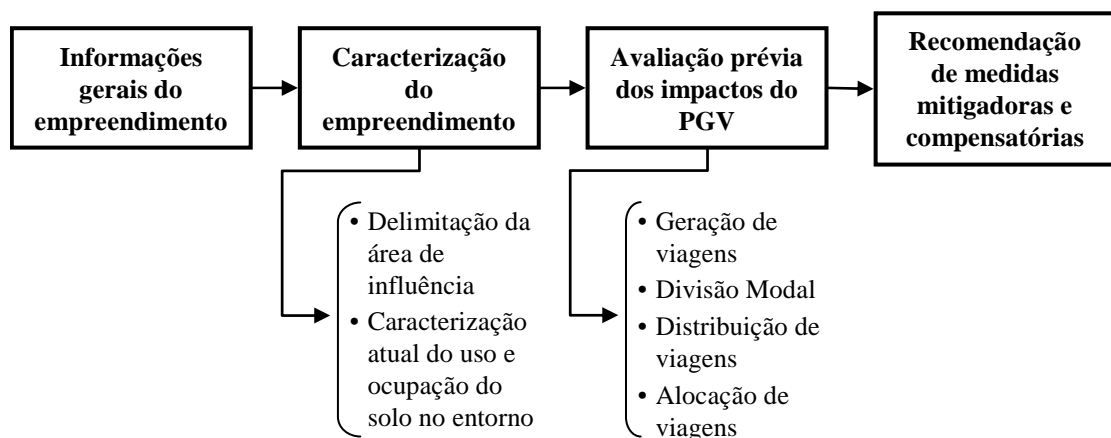 Informações
gerais do
empreendimento
Caracterização
do
empreendimento
Avaliação prévia
dos impactos do
PGV
Recomendação
de medidas
mitigadoras e
compensatórias
• Delimitação da
área de
influência
• Caracterização
atual do uso e
ocupação do
solo no entorno
• Geração de
viagens
• Divisão Modal
• Distribuição de
viagens
• Alocação de
viagens